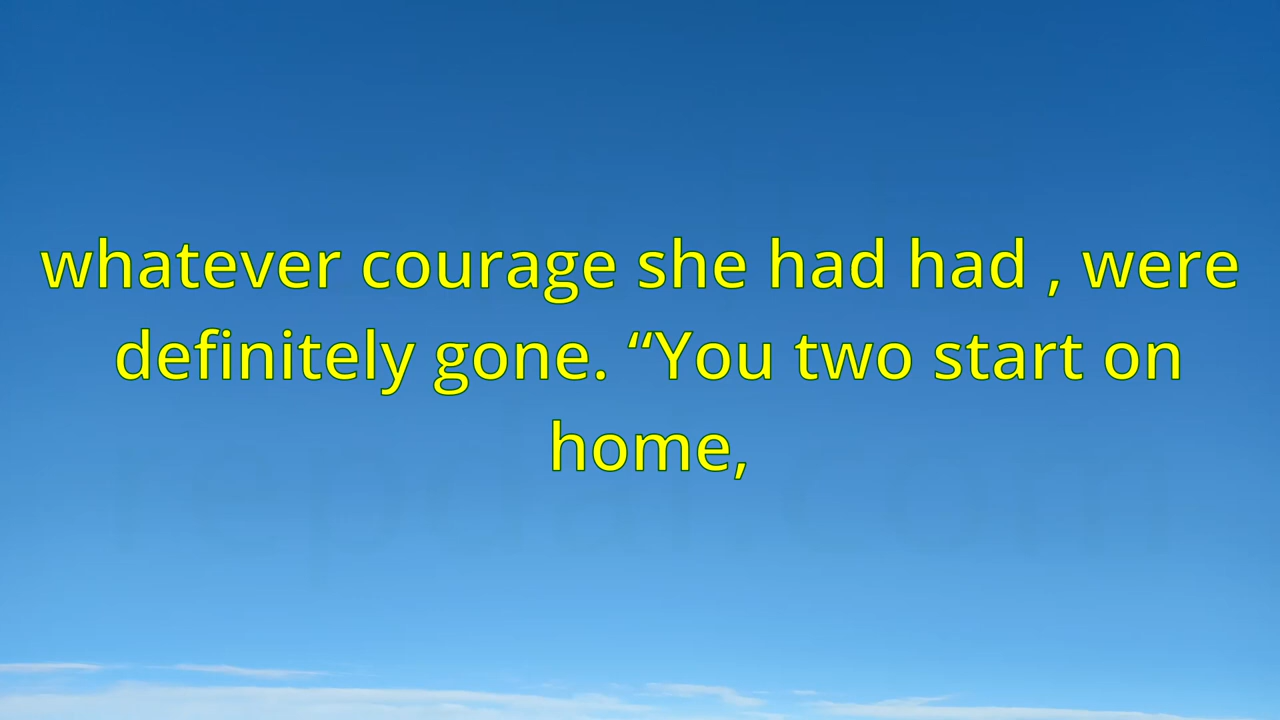 whatever courage she had had , were
definitely gone. “You two start on
home,